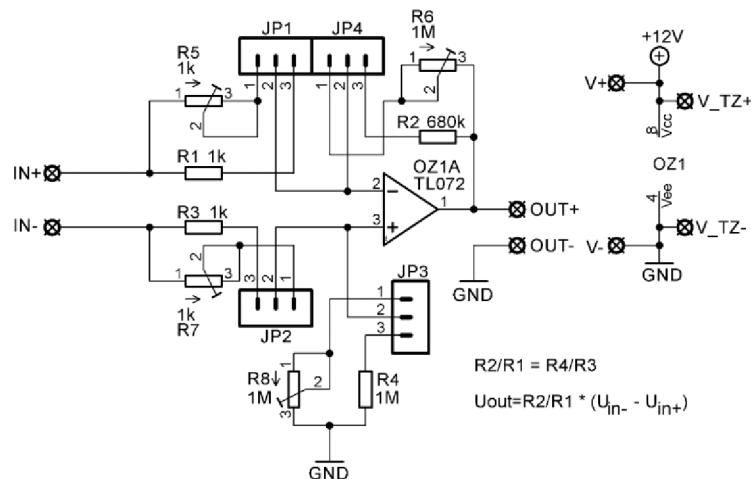 JP1 JP4
R6
1M
1 3
2
R5
1k
1 3
2
1 2 3 1 2 3
R2 680k
R1 1k
IN+
OZ1A
TL072
2
3
1
OUT+
OUT-
GND
IN-
R3 1k
2
1 3
1k
R7
3 2 1
JP2
JP3
1
2
3
R8
1M
1
2
3
R4
1M
GND
+12V
V+
V_TZ+
8
Vcc
OZ1
4
Vee
V_TZ-
V-
GND
R2/R1 = R4/R3
Uout=R2/R1 * (Uin- - Uin+)